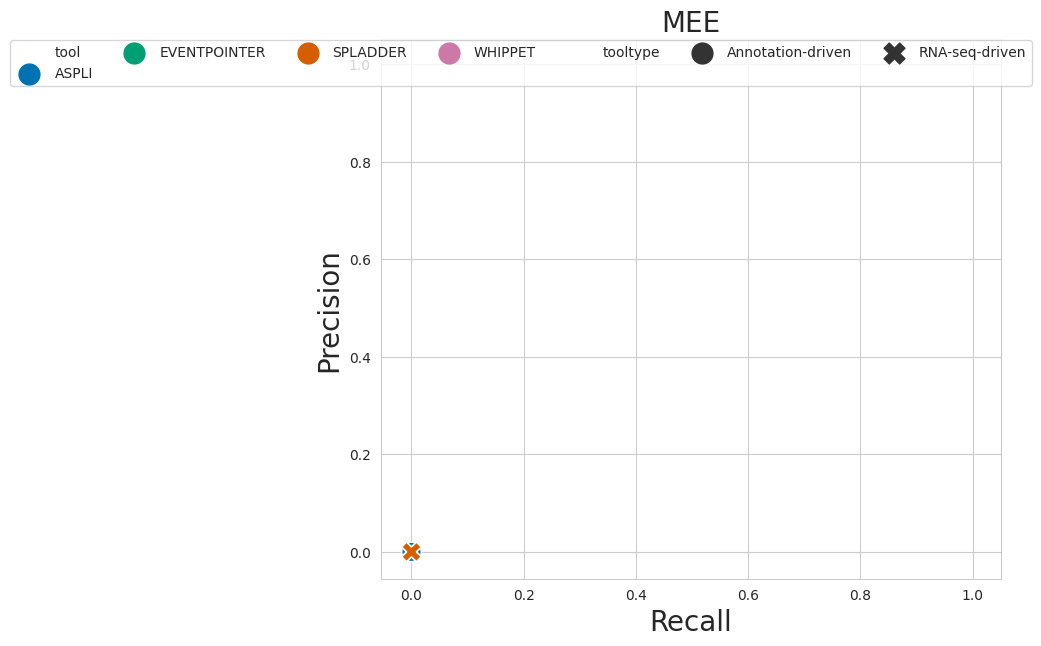 MEE
tool EVENTPOINTER SPLADDER WHIPPET tooltype Annotation-driven RNA-seq-driven
ASPLI
1.0
0.8
0.6
0.4
0.2
0.0
Precision
0.0 0.2 0.4 0.6 0.8 1.0
Recall